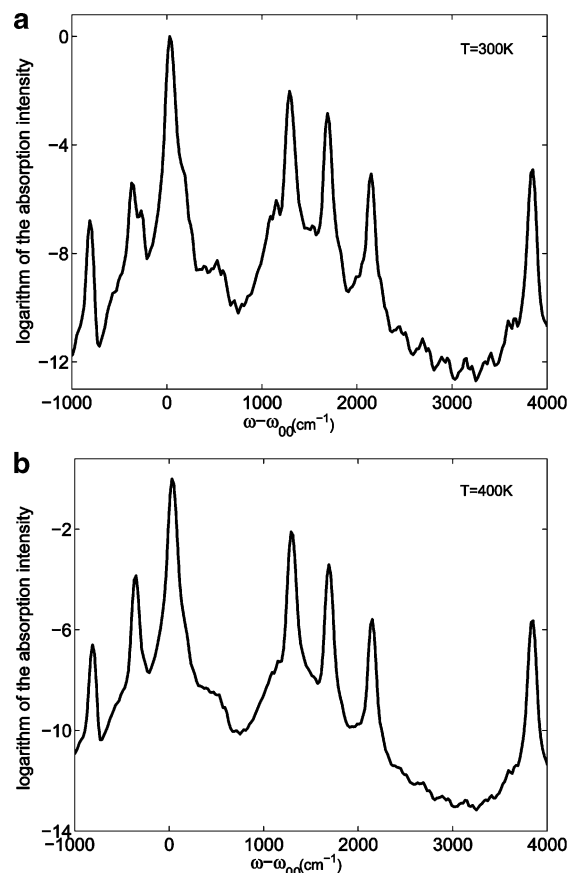 a
0
T=300K
−4
−8
−12
logarithm of the absorption intensity
−1000 0 1000 2000 3000 4000
ω−ω00(cm−1)
b
T=400K
−2
−6
−10
−14
logarithm of the absorption intensity
−1000 0 1000 2000 3000 4000
ω−ω00(cm−1)